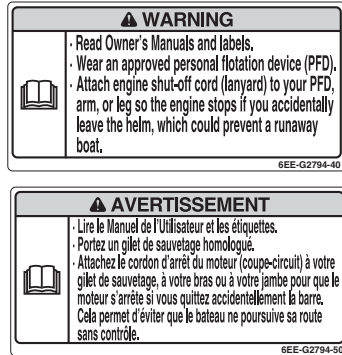 WARNING
· Read Owner's Manuals and labels.
· Wear an approved personal flotation device (PFD).
· Attach engine shut-off cord (lanyard) to your PFD,
arm, or leg so the engine stops if you accidentally
leave the helm, which could prevent a runaway
boat.
6EE-G2794-40
AVERTISSEMENT
· Lire le Manuel de l'Utilisateur et les étiquettes.
· Portez un gilet de sauvetage homologué.
· Attachez le cordon d'arrêt du moteur (coupe-circuit) à votre
gilet de sauvetage, à votre bras ou à votre jambe pour que le
moteur s'arrête si vous quittez accidentellement la barre.
Cela permet d'éviter que le bateau ne poursuive sa route
sans contrôle.
6EE-G2794-50